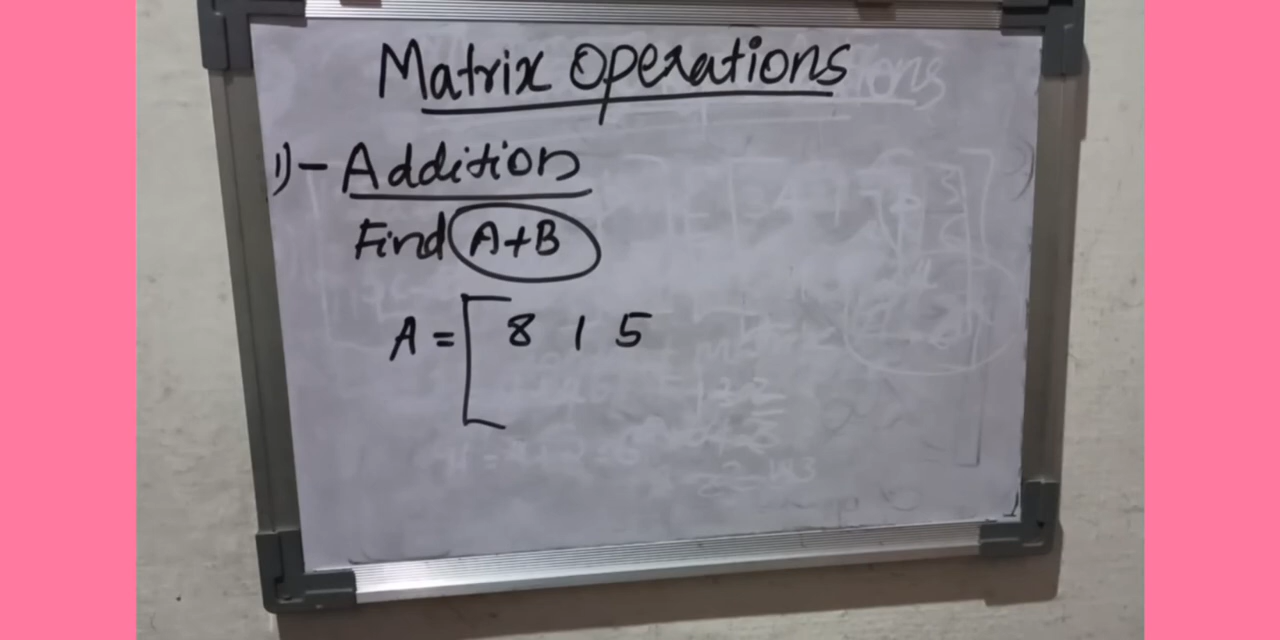 Matrix Operations
1) - Addition
Find A+B
A = [ 8 1 5